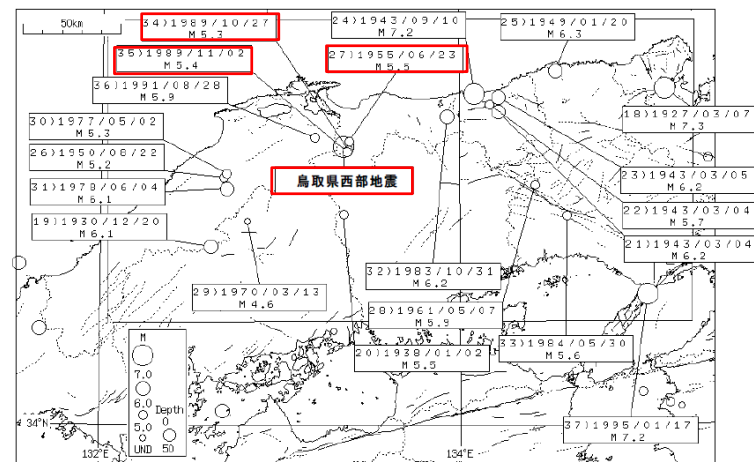 50km
34)1989/10/27
M5.3
24)1943/09/10
M7.2
25)1949/01/20
M6.3
35)1989/11/02
M5.4
27)1955/06/23
M5.5
36)1991/08/28
M5.9
30)1977/05/02
M5.3
18)1927/03/07
M7.3
26)1950/08/22
M5.2
鳥取県西部地震
23)1943/03/05
M6.2
31)1978/06/04
M6.1
22)1943/03/04
M5.7
19)1930/12/20
M6.1
21)1943/03/04
M6.2
32)1983/10/31
M6.2
29)1970/03/13
M4.6
28)1961/05/07
M5.9
33)1984/05/30
M5.6
20)1938/01/02
M5.5
M
7.0
6.0
5.0
UND
Depth
0
50
34°N
37)1995/01/17
M7.2
132°E
134°E